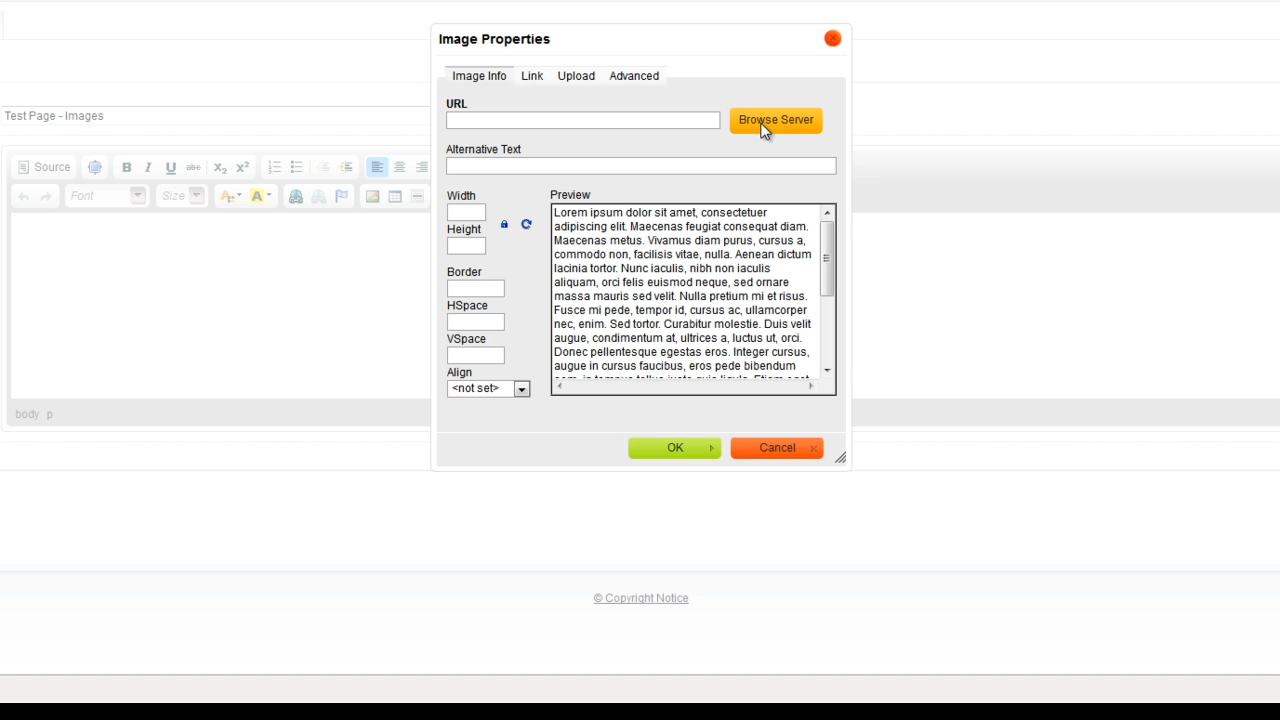 Image Properties
Image Info Link Upload Advanced
Test Page - Images
URL
Browse Server
Alternative Text
Source B I U abc X2 X2
Font Size A A
Width
Height
Border
HSpace
VSpace
Align
<not set>
Preview
Lorem ipsum dolor sit amet, consectetuer
adipiscing elit. Maecenas feugiat consequat diam.
Maecenas metus. Vivamus diam purus, cursus a,
commodo non, facilisis vitae, nulla. Aenean dictum
lacinia tortor. Nunc iaculis, nibh non iaculis
aliquam, orci felis euismod neque, sed ornare
massa mauris sed velit. Nulla pretium mi et risus.
Fusce mi pede, tempor id, cursus ac, ullamcorper
nec, enim. Sed tortor. Curabitur molestie. Duis velit
augue, condimentum at, ultrices a, luctus ut, orci.
Donec pellentesque egestas eros. Integer cursus,
augue in cursus faucibus, eros pede bibendum
body p
OK Cancel
© Copyright Notice